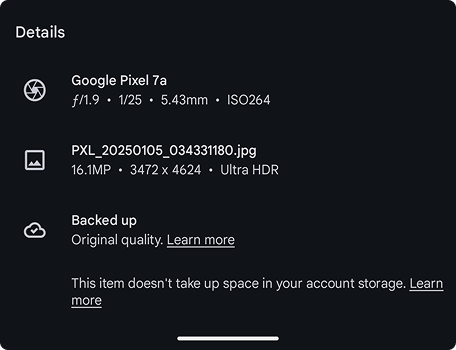 Details
Google Pixel 7a
ƒ/1.9 • 1/25 • 5.43mm • ISO264
PXL_20250105_034331180.jpg
16.1MP • 3472 x 4624 • Ultra HDR
Backed up
Original quality. Learn more
This item doesn't take up space in your account storage. Learn
more